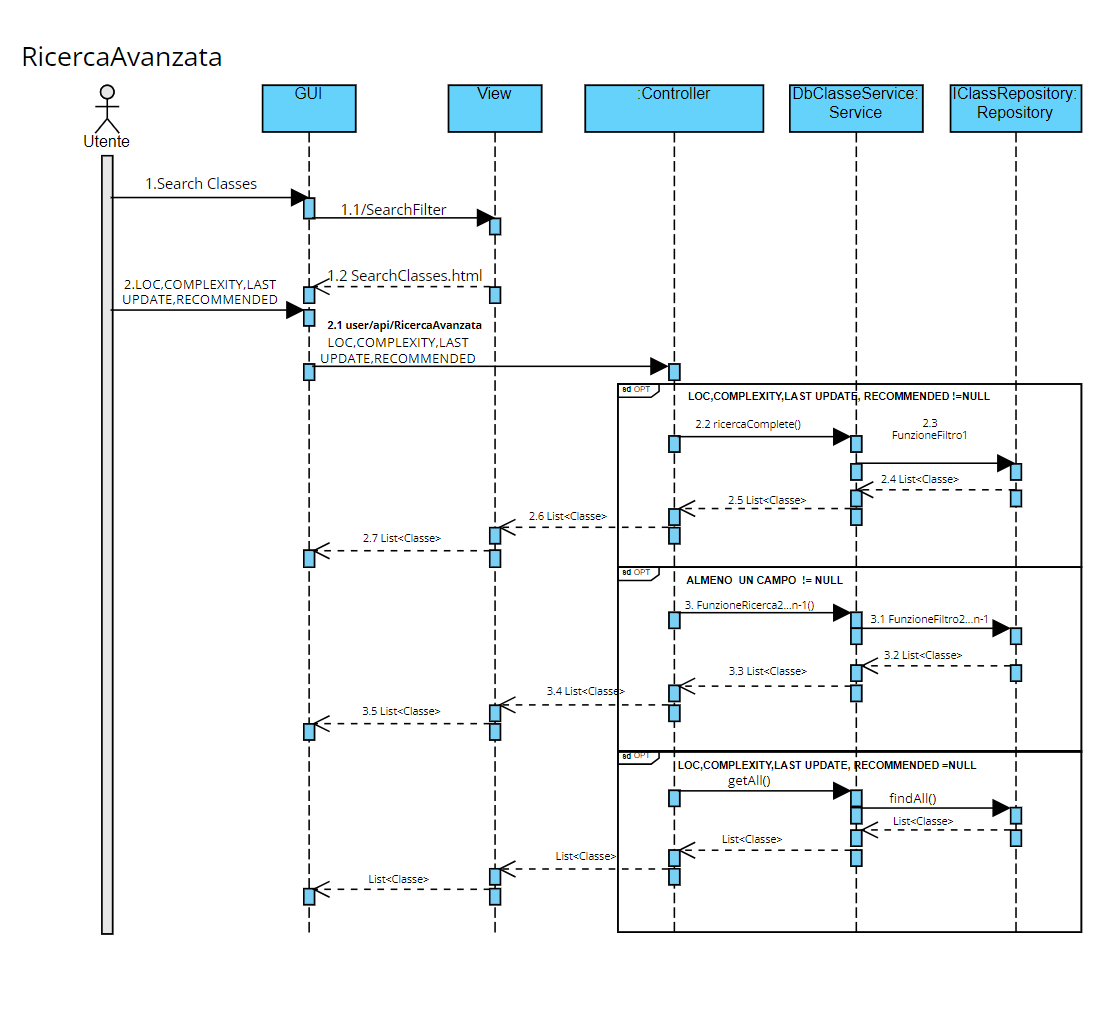 RicercaAvanzata
GUI
View
:Controller
DbClasseService:
Service
IClassRepository:
Repository
Utente
1.Search Classes
1.1/SearchFilter
1.2 SearchClasses.html
2.LOC,COMPLEXITY,LAST
UPDATE,RECOMMENDED
2.1 user/api/RicercaAvanzata
LOC,COMPLEXITY,LAST
UPDATE,RECOMMENDED
sd OPT
LOC,COMPLEXITY,LAST UPDATE, RECOMMENDED !=NULL
2.2 ricercaComplete()
2.3
FunzioneFiltro1
2.4 List<Classe>
2.5 List<Classe>
2.6 List<Classe>
2.7 List<Classe>
sd OPT
ALMENO UN CAMPO != NULL
3. FunzioneRicerca2...n-1()
3.1 FunzioneFiltro2...n-1
3.2 List<Classe>
3.3 List<Classe>
3.4 List<Classe>
3.5 List<Classe>
sd OPT
LOC,COMPLEXITY,LAST UPDATE, RECOMMENDED =NULL
getAll()
findAll()
List<Classe>
List<Classe>
List<Classe>
List<Classe>